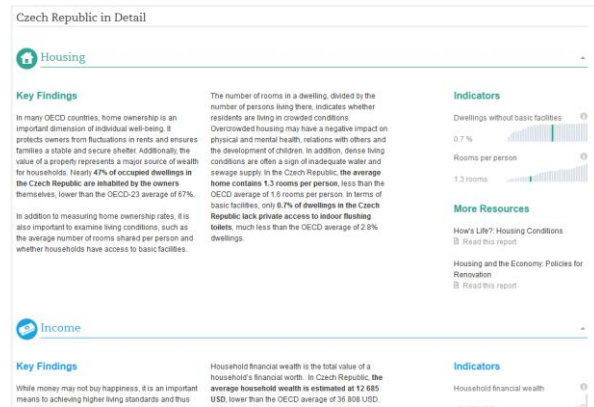 Czech Republic in Detail
Housing
Key Findings
In many OECD countries, home ownership is an
important dimension of individual well-being. It
protects owners from fluctuations in rents and ensures
families a stable and secure shelter. Additionally, the
value of a property represents a major source of wealth
for households. Nearly 47% of occupied dwellings in
the Czech Republic are inhabited by the owners
themselves, lower than the OECD-23 average of 67%.
In addition to measuring home ownership rates, it is
also important to examine living conditions, such as
the average number of rooms shared per person and
whether households have access to basic facilities.
The number of rooms in a dwelling, divided by the
number of persons living there, indicates whether
residents are living in crowded conditions.
Overcrowded housing may have a negative impact on
physical and mental health, relations with others and
the development of children. In addition, dense living
conditions are often a sign of inadequate water and
sewage supply. In the Czech Republic, the average
home contains 1.3 rooms per person, less than the
OECD average of 1.6 rooms per person. In terms of
basic facilities, only 0.7% of dwellings in the Czech
Republic lack private access to indoor flushing
toilets, much less than the OECD average of 2.8%
dwellings.
Indicators
Dwellings without basic facilities
0.7 %
Rooms per person
1.3 rooms
More Resources
How's Life?: Housing Conditions
Read this report
Housing and the Economy: Policies for
Renovation
Read this report
Income
Key Findings
While money may not buy happiness, it is an important
means to achieving higher living standards and thus
Household financial wealth is the total value of a
household's financial worth. In Czech Republic, the
average household wealth is estimated at 12 685
USD, lower than the OECD average of 36 808 USD.
Indicators
Household financial wealth